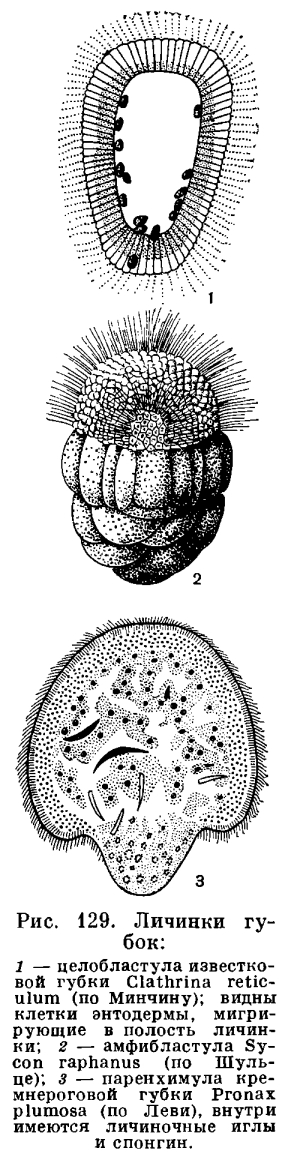 1
2
3
Рис. 129. Личинки гу-
бок:
1 — целобластула известко-
вой губки Clathrina retic-
ulum (по Минчину); видны
клетки энтодермы, мигри-
рующие в полость личин-
ки; 2 — амфибластула Sy-
con raphanus (по Шуль-
це); 3 — паренхимула кре-
мнероговой губки Pronax
plumosa (по Леви), внутри
имеются личиночные иглы
и спонгин.